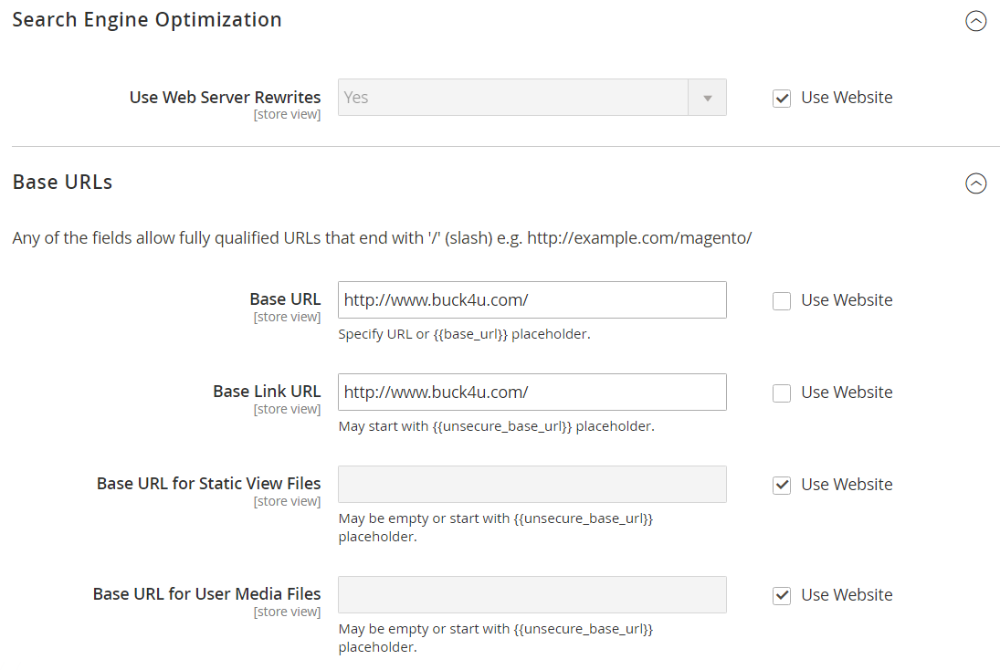 Search Engine Optimization
Use Web Server Rewrites
Yes
Use Website
[store view]
Base URLs
Any of the fields allow fully qualified URLs that end with '/' (slash) e.g. http://example.com/magento/
Base URL
http://www.buck4u.com/
Use Website
[store view]
Specify URL or {{base_url}} placeholder.
Base Link URL
http://www.buck4u.com/
Use Website
[store view]
May start with {{unsecure_base_url}} placeholder.
Base URL for Static View Files
Use Website
[store view]
May be empty or start with {{unsecure_base_url}}
placeholder.
Base URL for User Media Files
Use Website
[store view]
May be empty or start with {{unsecure_base_url}}
placeholder.